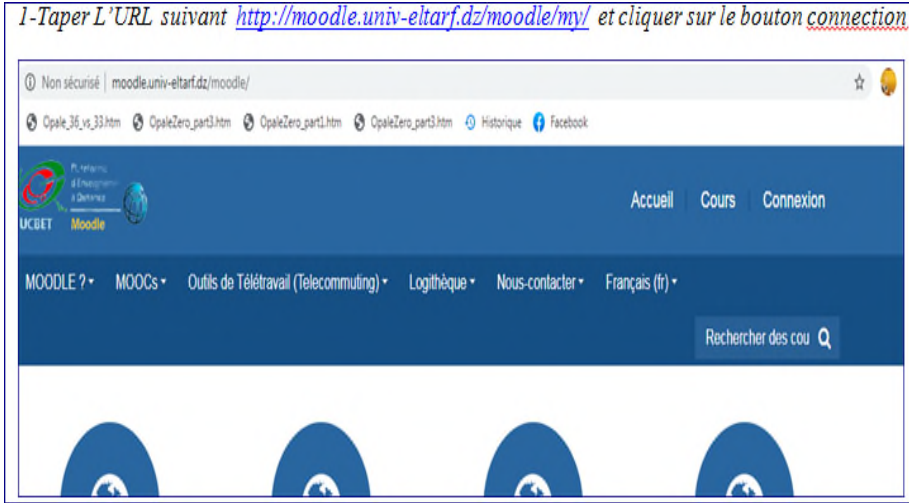 1-Taper L'URL suivant http://moodle.univ-eltarf.dz/moodle/my/ et cliquer sur le bouton connection
Non sécurisé | moodle.univ-eltarf.dz/moodle/
Opale_36_vs_33.htm OpaleZero_part3.htm OpaleZero_part1.htm OpaleZero_part3.htm Historique Facebook
à Distance
UCBET Moodle
Accueil Cours Connexion
MOODLE ? MOOCs Outils de Télétravail (Telecommuting) Logithèque Nous-contacter Français (fr)
Rechercher des cou